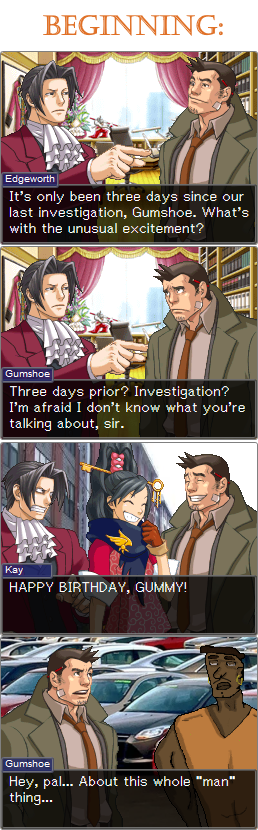 BEGINNING:
Edgeworth
It's only been three days since our
last investigation, Gumshoe. What's
with the unusual excitement?
Gumshoe
Three days prior? Investigation?
I'm afraid I don't know what you're
talking about, sir.
Kay
HAPPY BIRTHDAY, GUMMY!
Gumshoe
Hey, pal... About this whole "man"
thing...